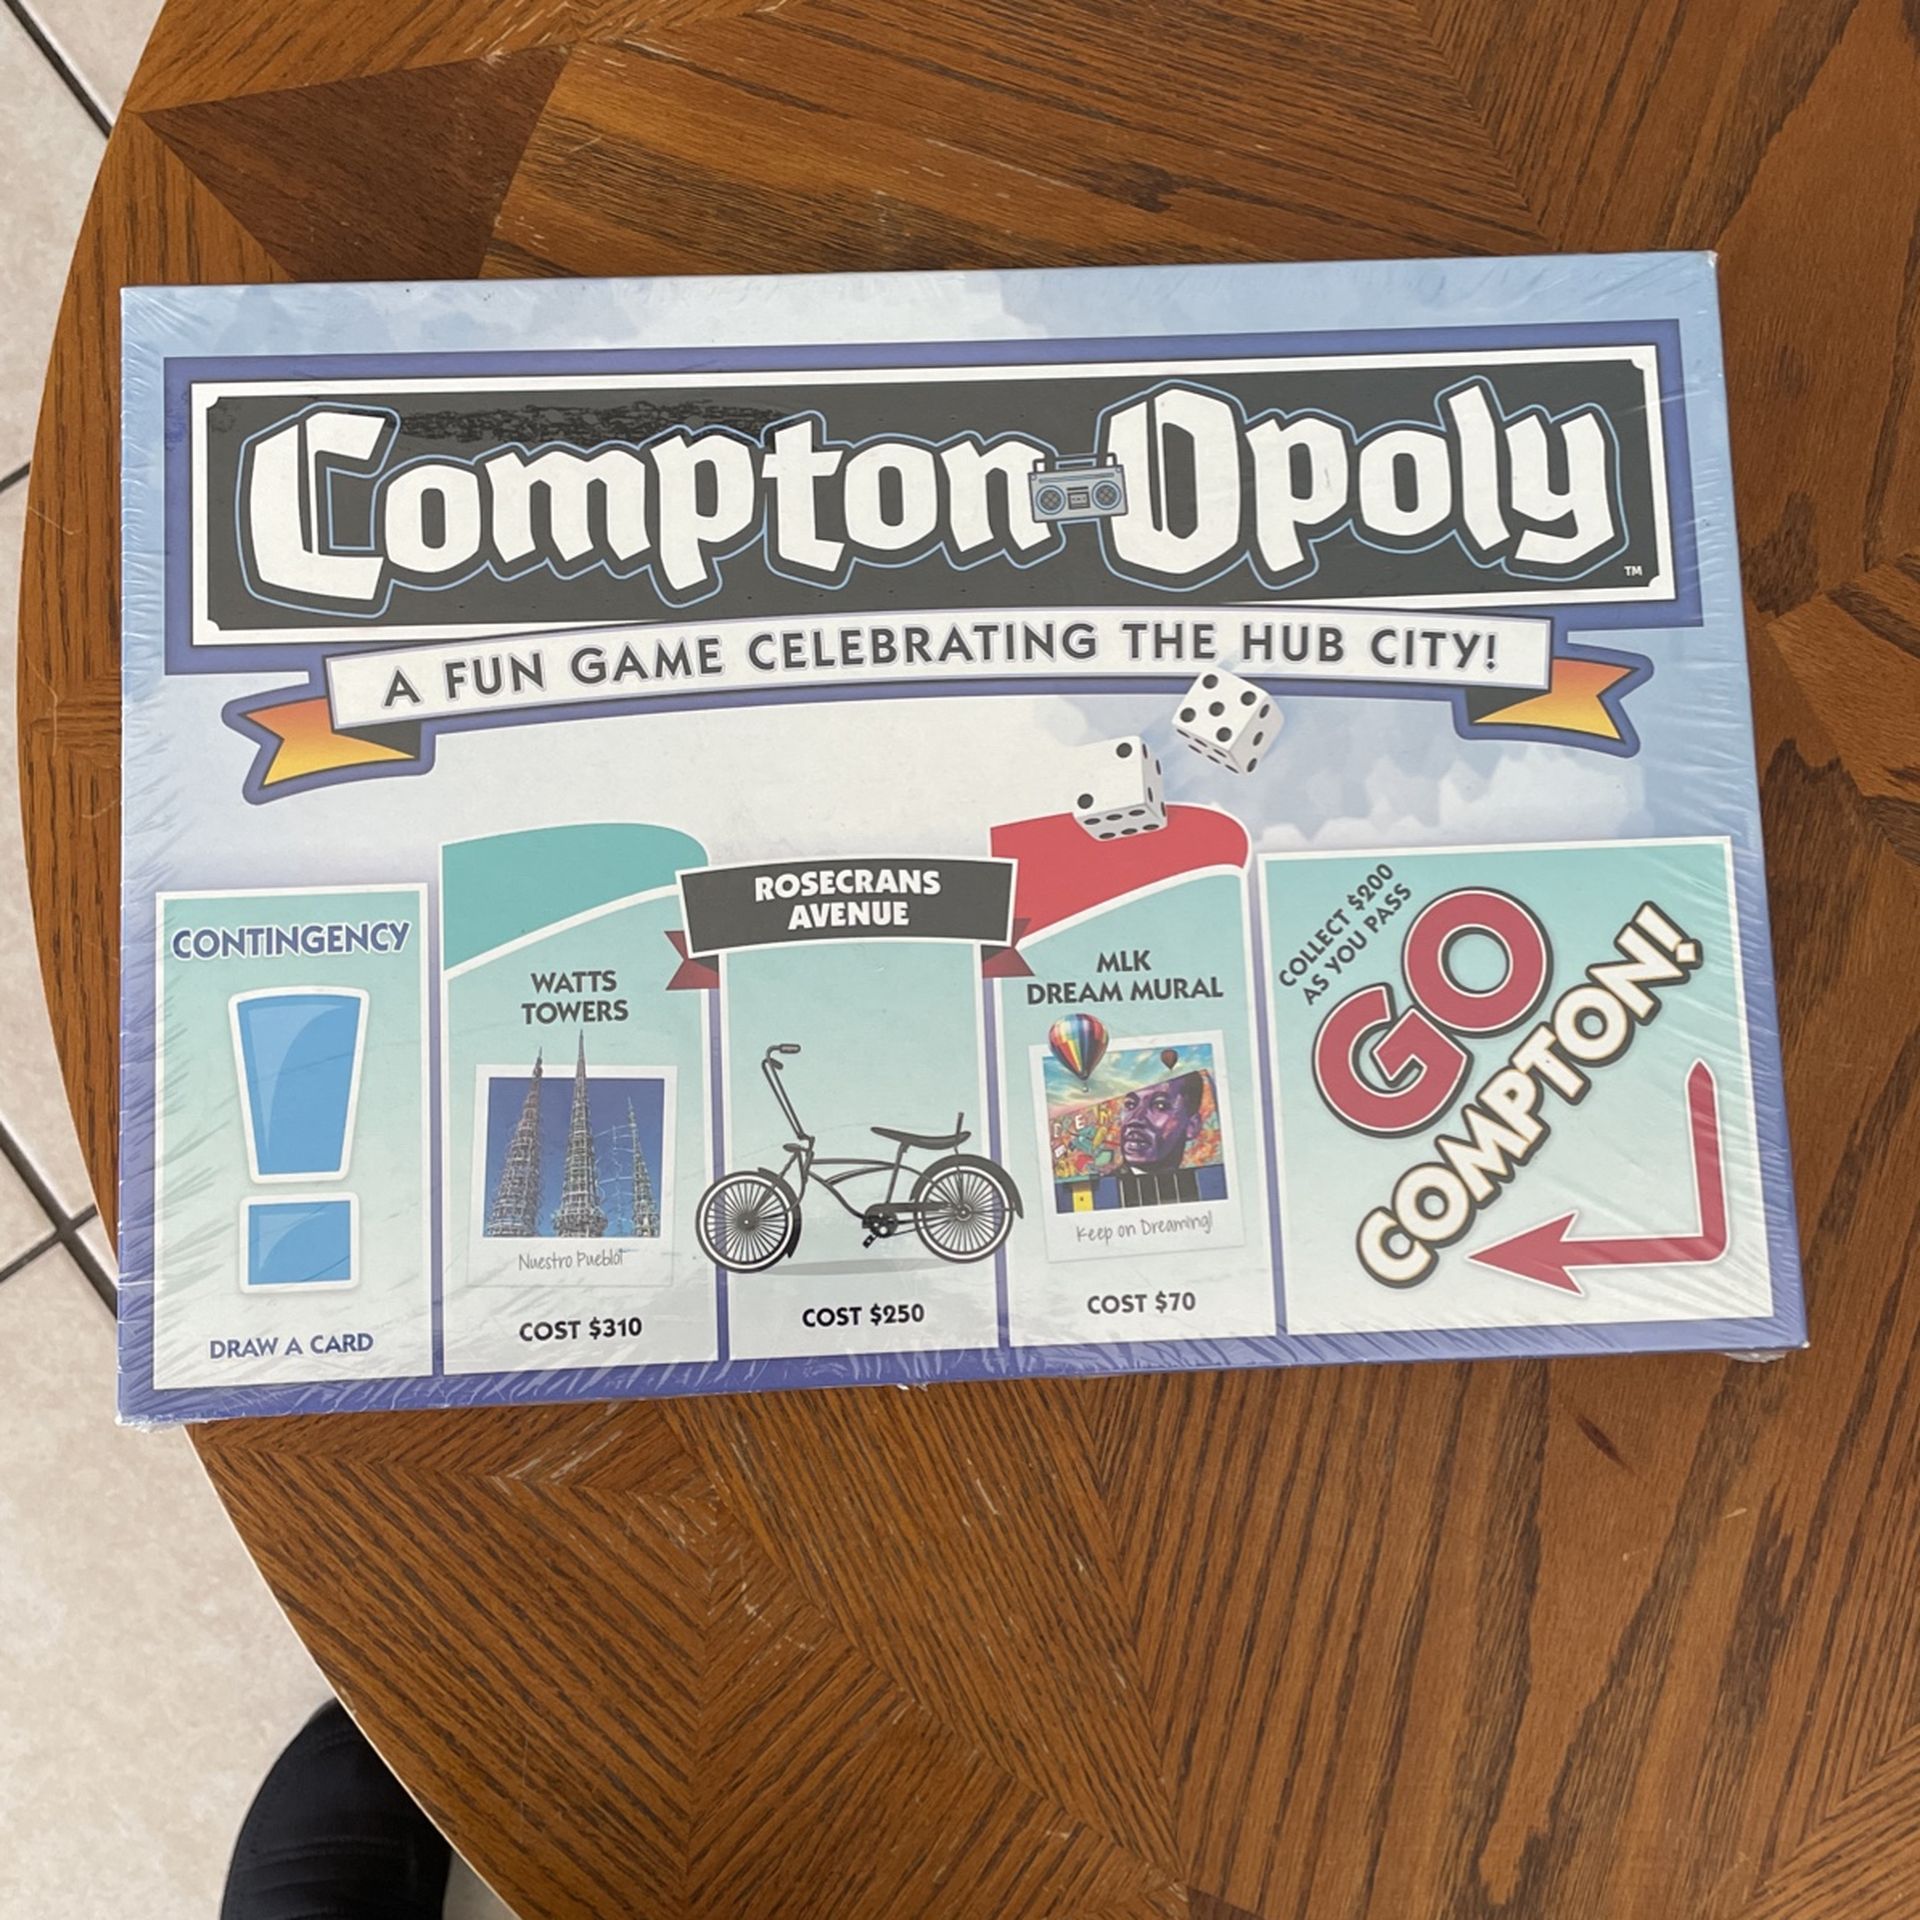 Compton Opoly
TM
A FUN GAME CELEBRATING THE HUB CITY!
CONTINGENCY
!
DRAW A CARD
WATTS
TOWERS
Nuestro Pueblo!
COST $310
ROSECRANS
AVENUE
COST $250
MLK
DREAM MURAL
DREAM
Keep on Dreaming!
COST $70
COLLECT $200
AS YOU PASS
GO
COMPTON!